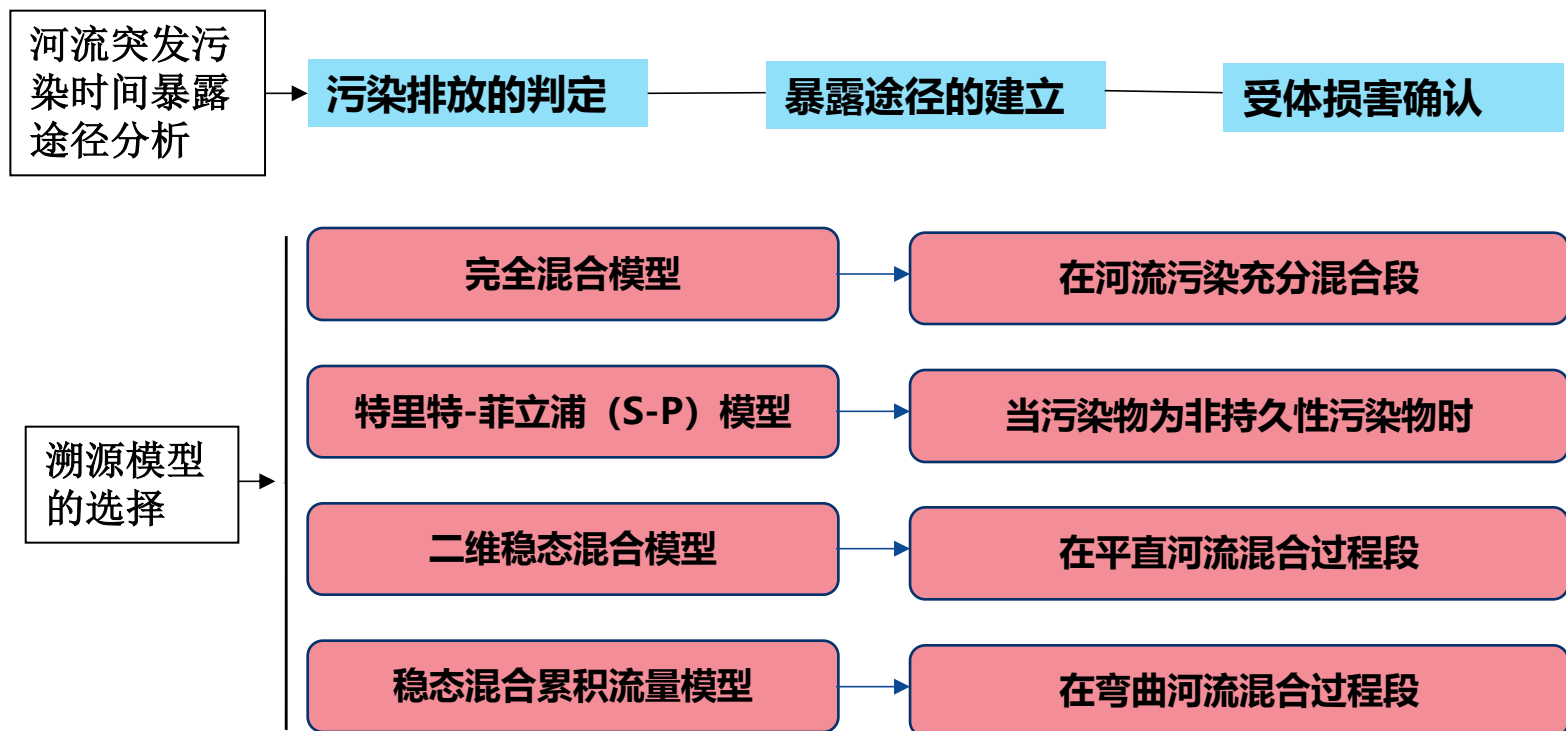 河流突发污
染时间暴露
途径分析
污染排放的判定
暴露途径的建立
受体损害确认
溯源模型
的选择
完全混合模型
在河流污染充分混合段
特里特-菲立浦（S-P）模型
当污染物为非持久性污染物时
二维稳态混合模型
在平直河流混合过程段
稳态混合累积流量模型
在弯曲河流混合过程段